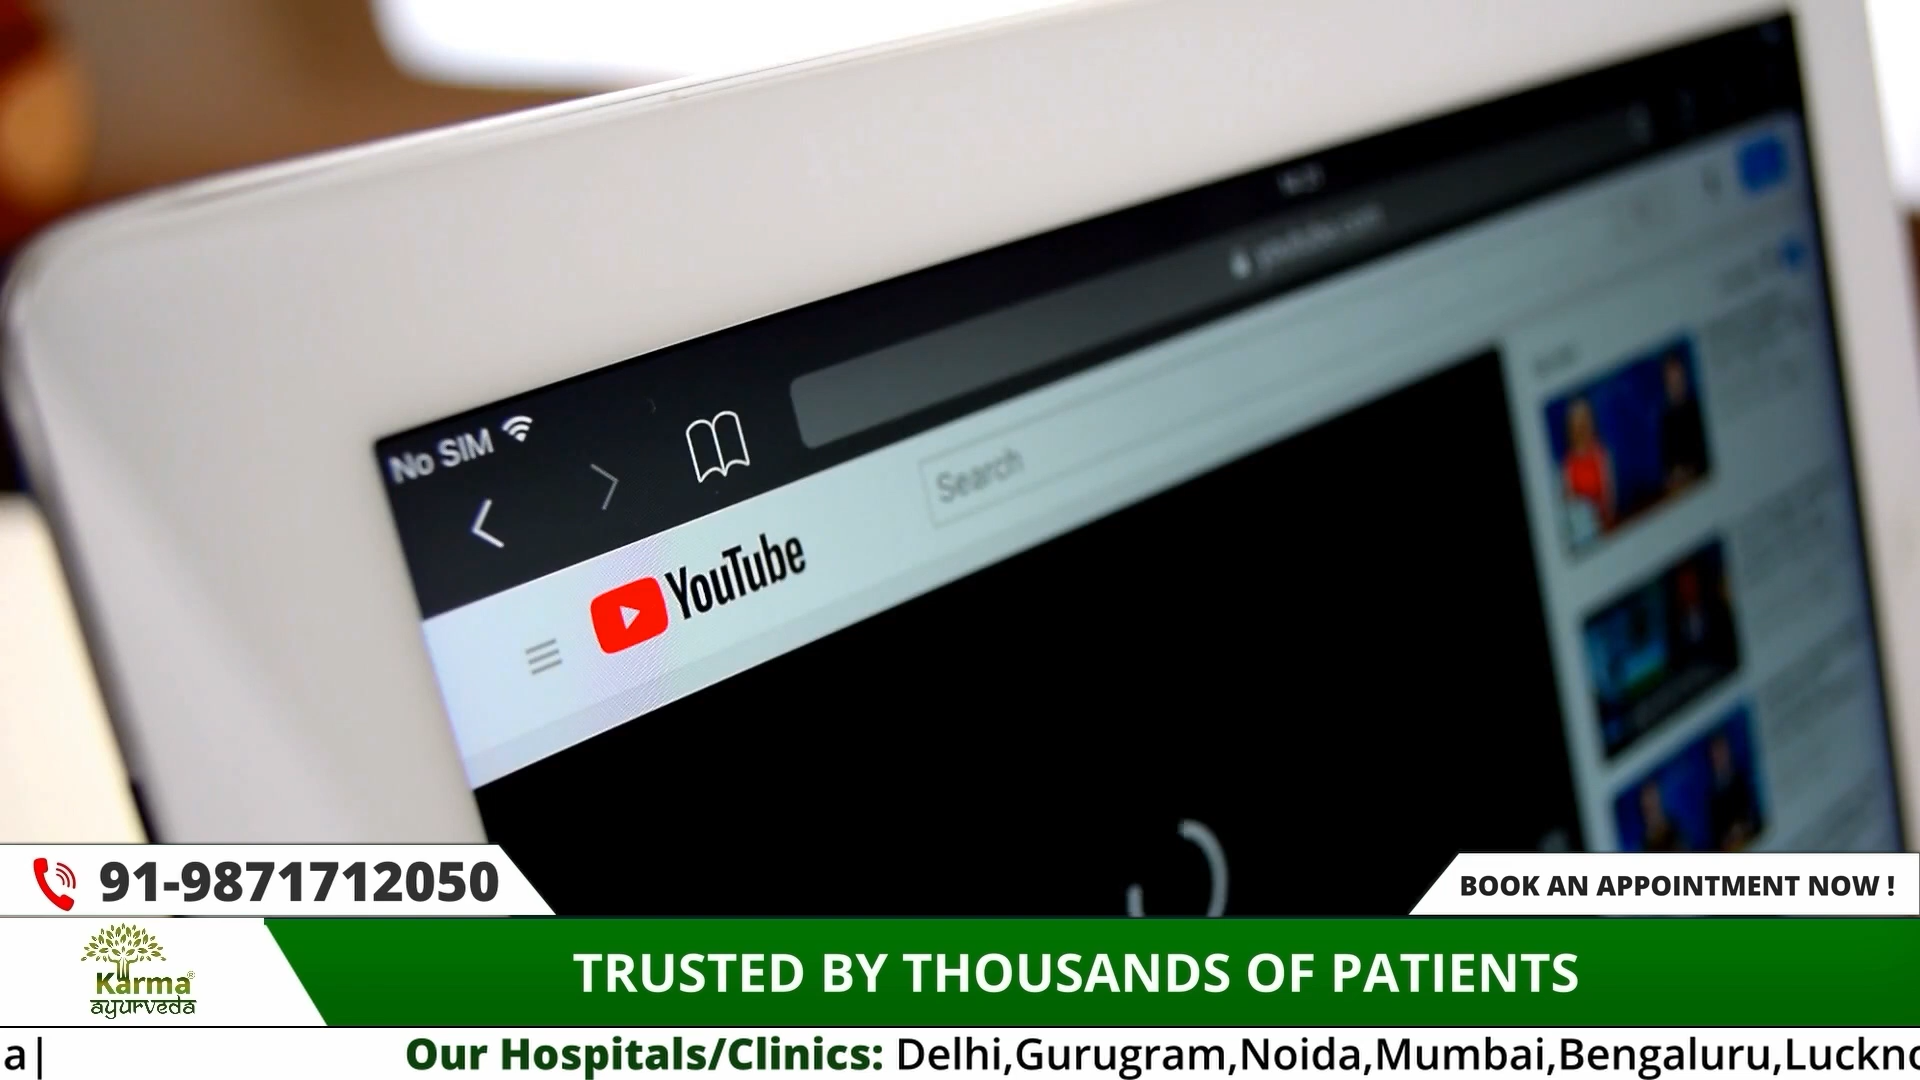 No SIM
Search
YouTube
91-9871712050
BOOK AN APPOINTMENT NOW !
Karma®
ayurveda
TRUSTED BY THOUSANDS OF PATIENTS
a| Our Hospitals/Clinics: Delhi,Gurugram,Noida,Mumbai,Bengaluru,Luckno